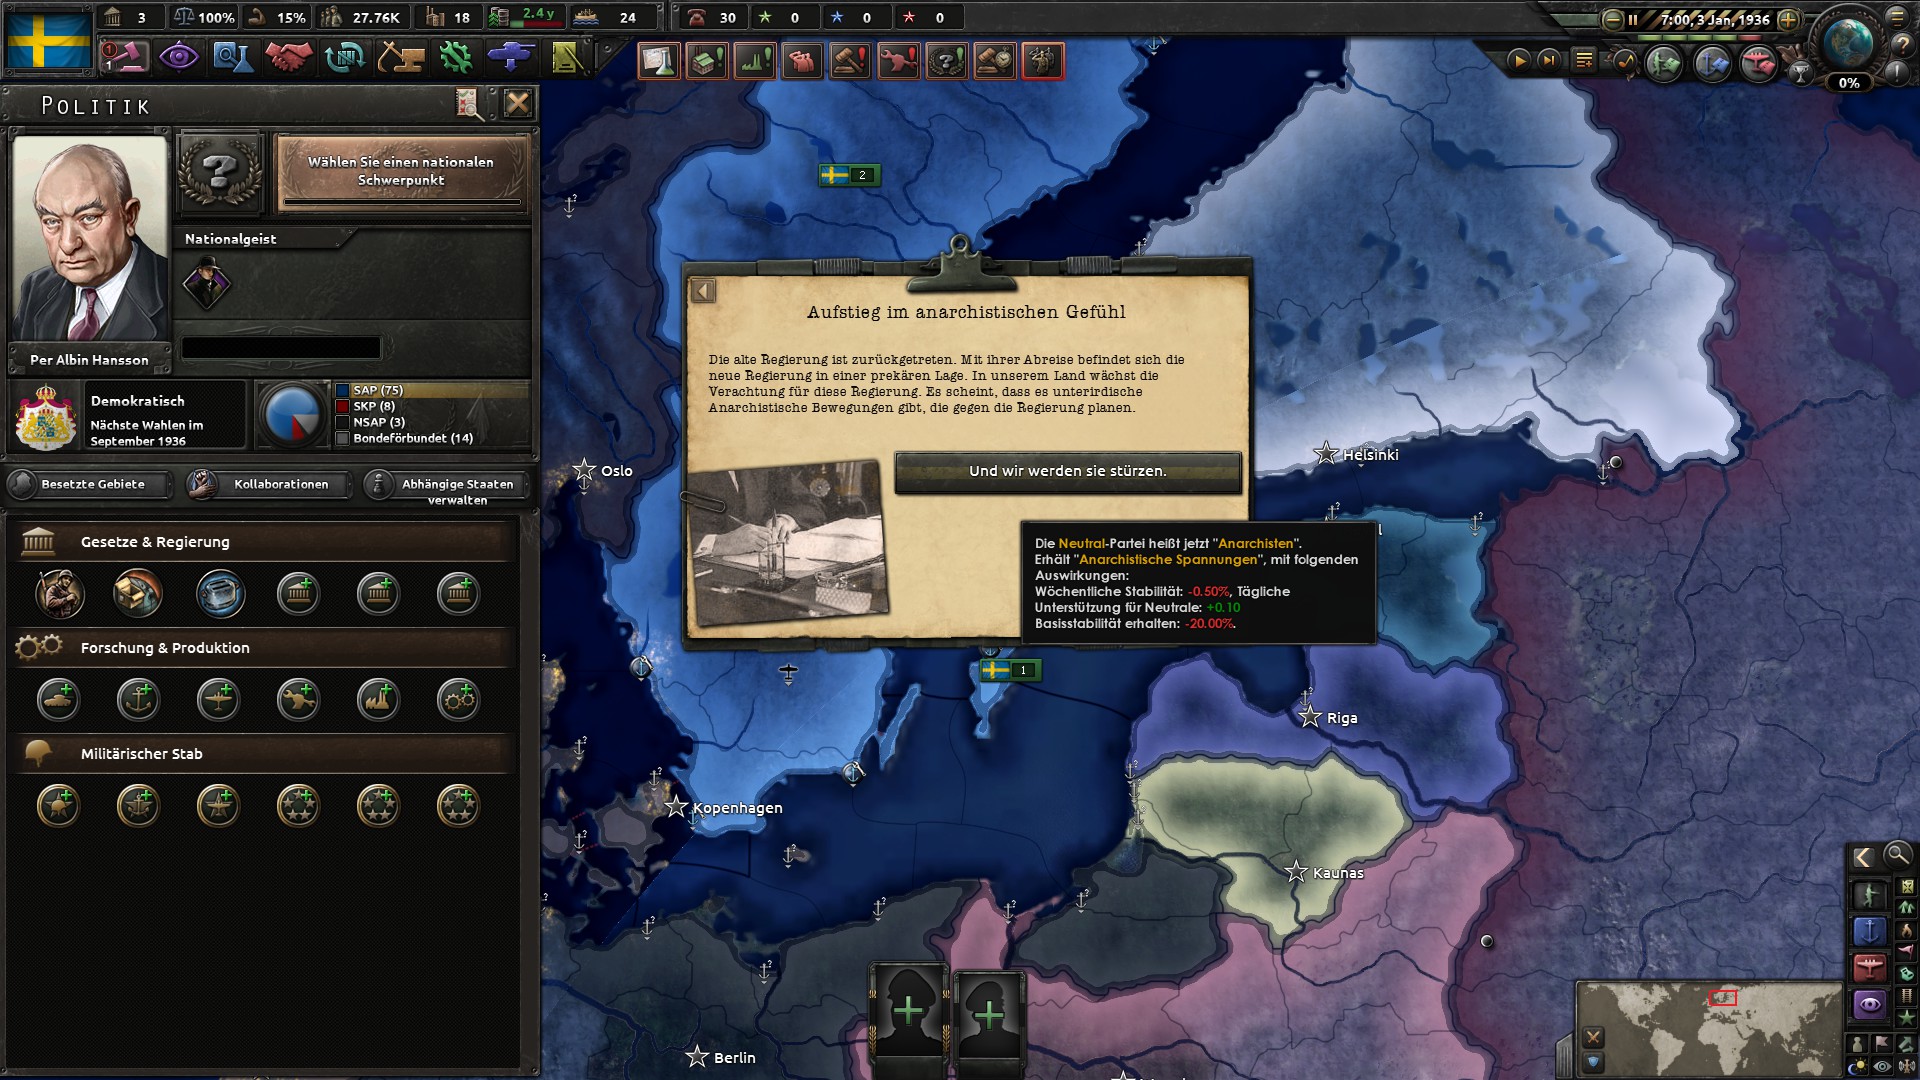 3
100%
15%
27.76K
18
2.4 y
24
30
0
0
0
7:00, 3 Jan, 1936
0%
1
1
POLITIK
Wählen Sie einen nationalen
Schwerpunkt
Nationalgeist
Per Albin Hansson
Demokratisch
Nächste Wahlen im
September 1936
SAP (75)
SKP (8)
NSAP (3)
Bondeförbundet (14)
Besetzte Gebiete
Kollaborationen
Abhängige Staaten
verwalten
Gesetze & Regierung
Forschung & Produktion
Militärischer Stab
2
Aufstieg im anarchistischen Gefühl
Die alte Regierung ist zurückgetreten. Mit ihrer Abreise befindet sich die
neue Regierung in einer prekären Lage. In unserem Land wächst die
Verachtung für diese Regierung. Es scheint, dass es unterirdische
Anarchistische Bewegungen gibt, die gegen die Regierung planen.
Und wir werden sie stürzen.
Die Neutral-Partei heißt jetzt "Anarchisten".
Erhält "Anarchistische Spannungen", mit folgenden
Auswirkungen:
Wöchentliche Stabilität: -0.50%, Tägliche
Unterstützung für Neutrale: +0.10
Basisstabilität erhalten: -20.00%.
Oslo
Helsinki
1
Riga
Kopenhagen
Kaunas
Berlin